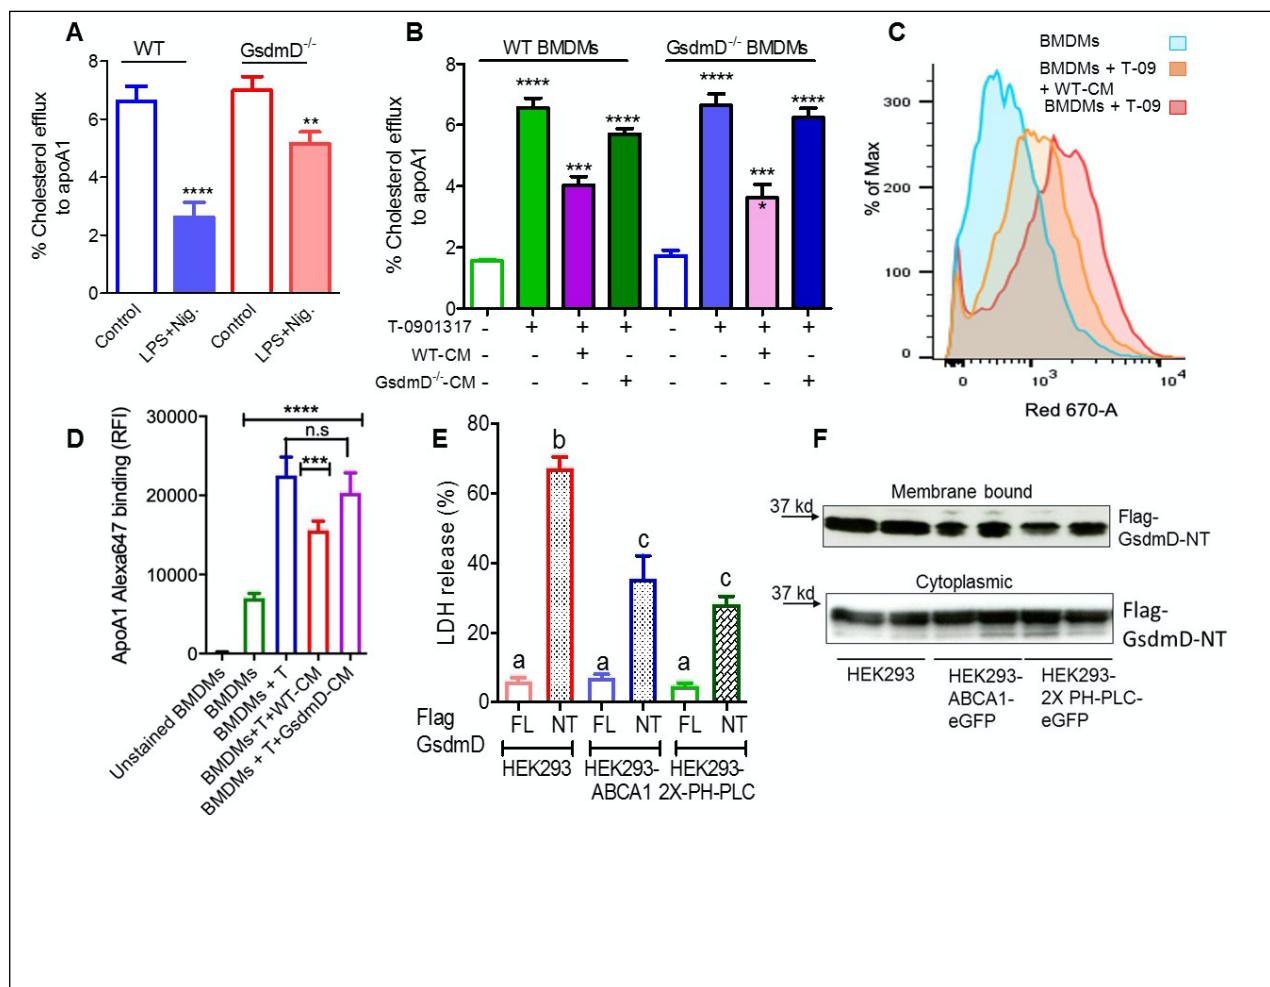 A
WT
GsdmD-/-
% Cholesterol efflux
to apoA1
8
6
4
2
0
****
**
Control
LPS+Nig.
Control
LPS+Nig.
B
WT BMDMs
GsdmD-/- BMDMs
% Cholesterol efflux
to apoA1
8
6
4
2
0
****
***
****
****
***
*
****
T-0901317 - + + + - + + +
WT-CM - - + - - - + -
GsdmD-/--CM - - - + - - - +
C
BMDMs
BMDMs + T-09
+ WT-CM
BMDMs + T-09
% of Max
300
200
100
0
0 10³ 10⁴
Red 670-A
D
ApoA1 Alexa647 binding (RFI)
30000
20000
10000
0
****
n.s
***
Unstained BMDMs
BMDMs
BMDMs + T
BMDMs+T+WT-CM
BMDMs + T+GsdmD-CM
E
LDH release (%)
80
60
40
20
0
a b a c a c
Flag
GsdmD
FL NT FL NT FL NT
HEK293
HEK293-
ABCA1
HEK293-
2X-PH-PLC
F
Membrane bound
37 kd
Flag-
GsdmD-NT
Cytoplasmic
37 kd
Flag-
GsdmD-NT
HEK293
HEK293-
ABCA1-
eGFP
HEK293-
2X PH-PLC-
eGFP